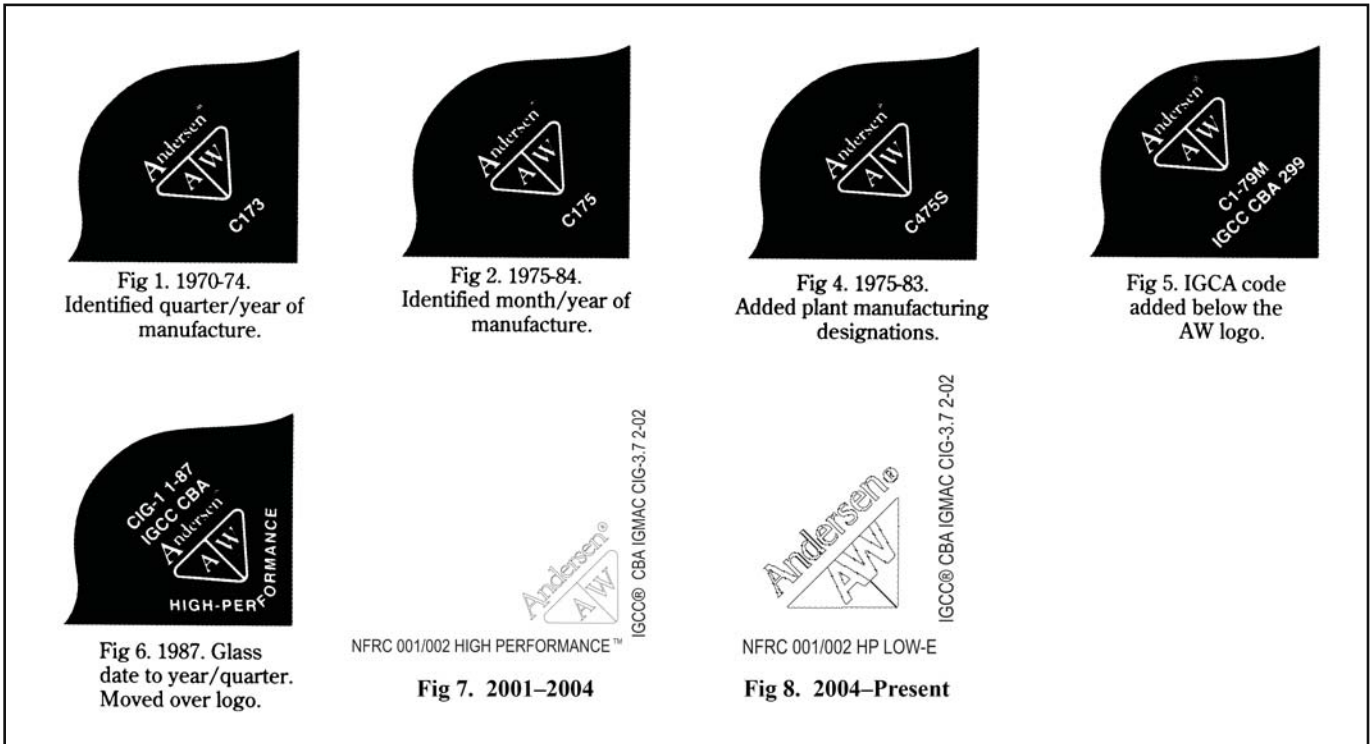 Andersen®
AW
C173
Fig 1. 1970-74.
Identified quarter/year of
manufacture.
Andersen
AW
C175
Fig 2. 1975-84.
Identified month/year of
manufacture.
Andersen
AW
C475S
Fig 4. 1975-83.
Added plant manufacturing
designations.
Andersen
AW
C1-79M
IGCC CBA 299
Fig 5. IGCA code
added below the
AW logo.
CIG-1 1-87
IGCC CBA
Andersen
AW
HIGH-PERFORMANCE
Fig 6. 1987. Glass
date to year/quarter.
Moved over logo.
Andersen®
AW
IGCC® CBA IGMAC CIG-3.7 2-02
NFRC 001/002 HIGH PERFORMANCE™
Fig 7. 2001–2004
Andersen®
AW
IGCC® CBA IGMAC CIG-3.7 2-02
NFRC 001/002 HP LOW-E
Fig 8. 2004–Present